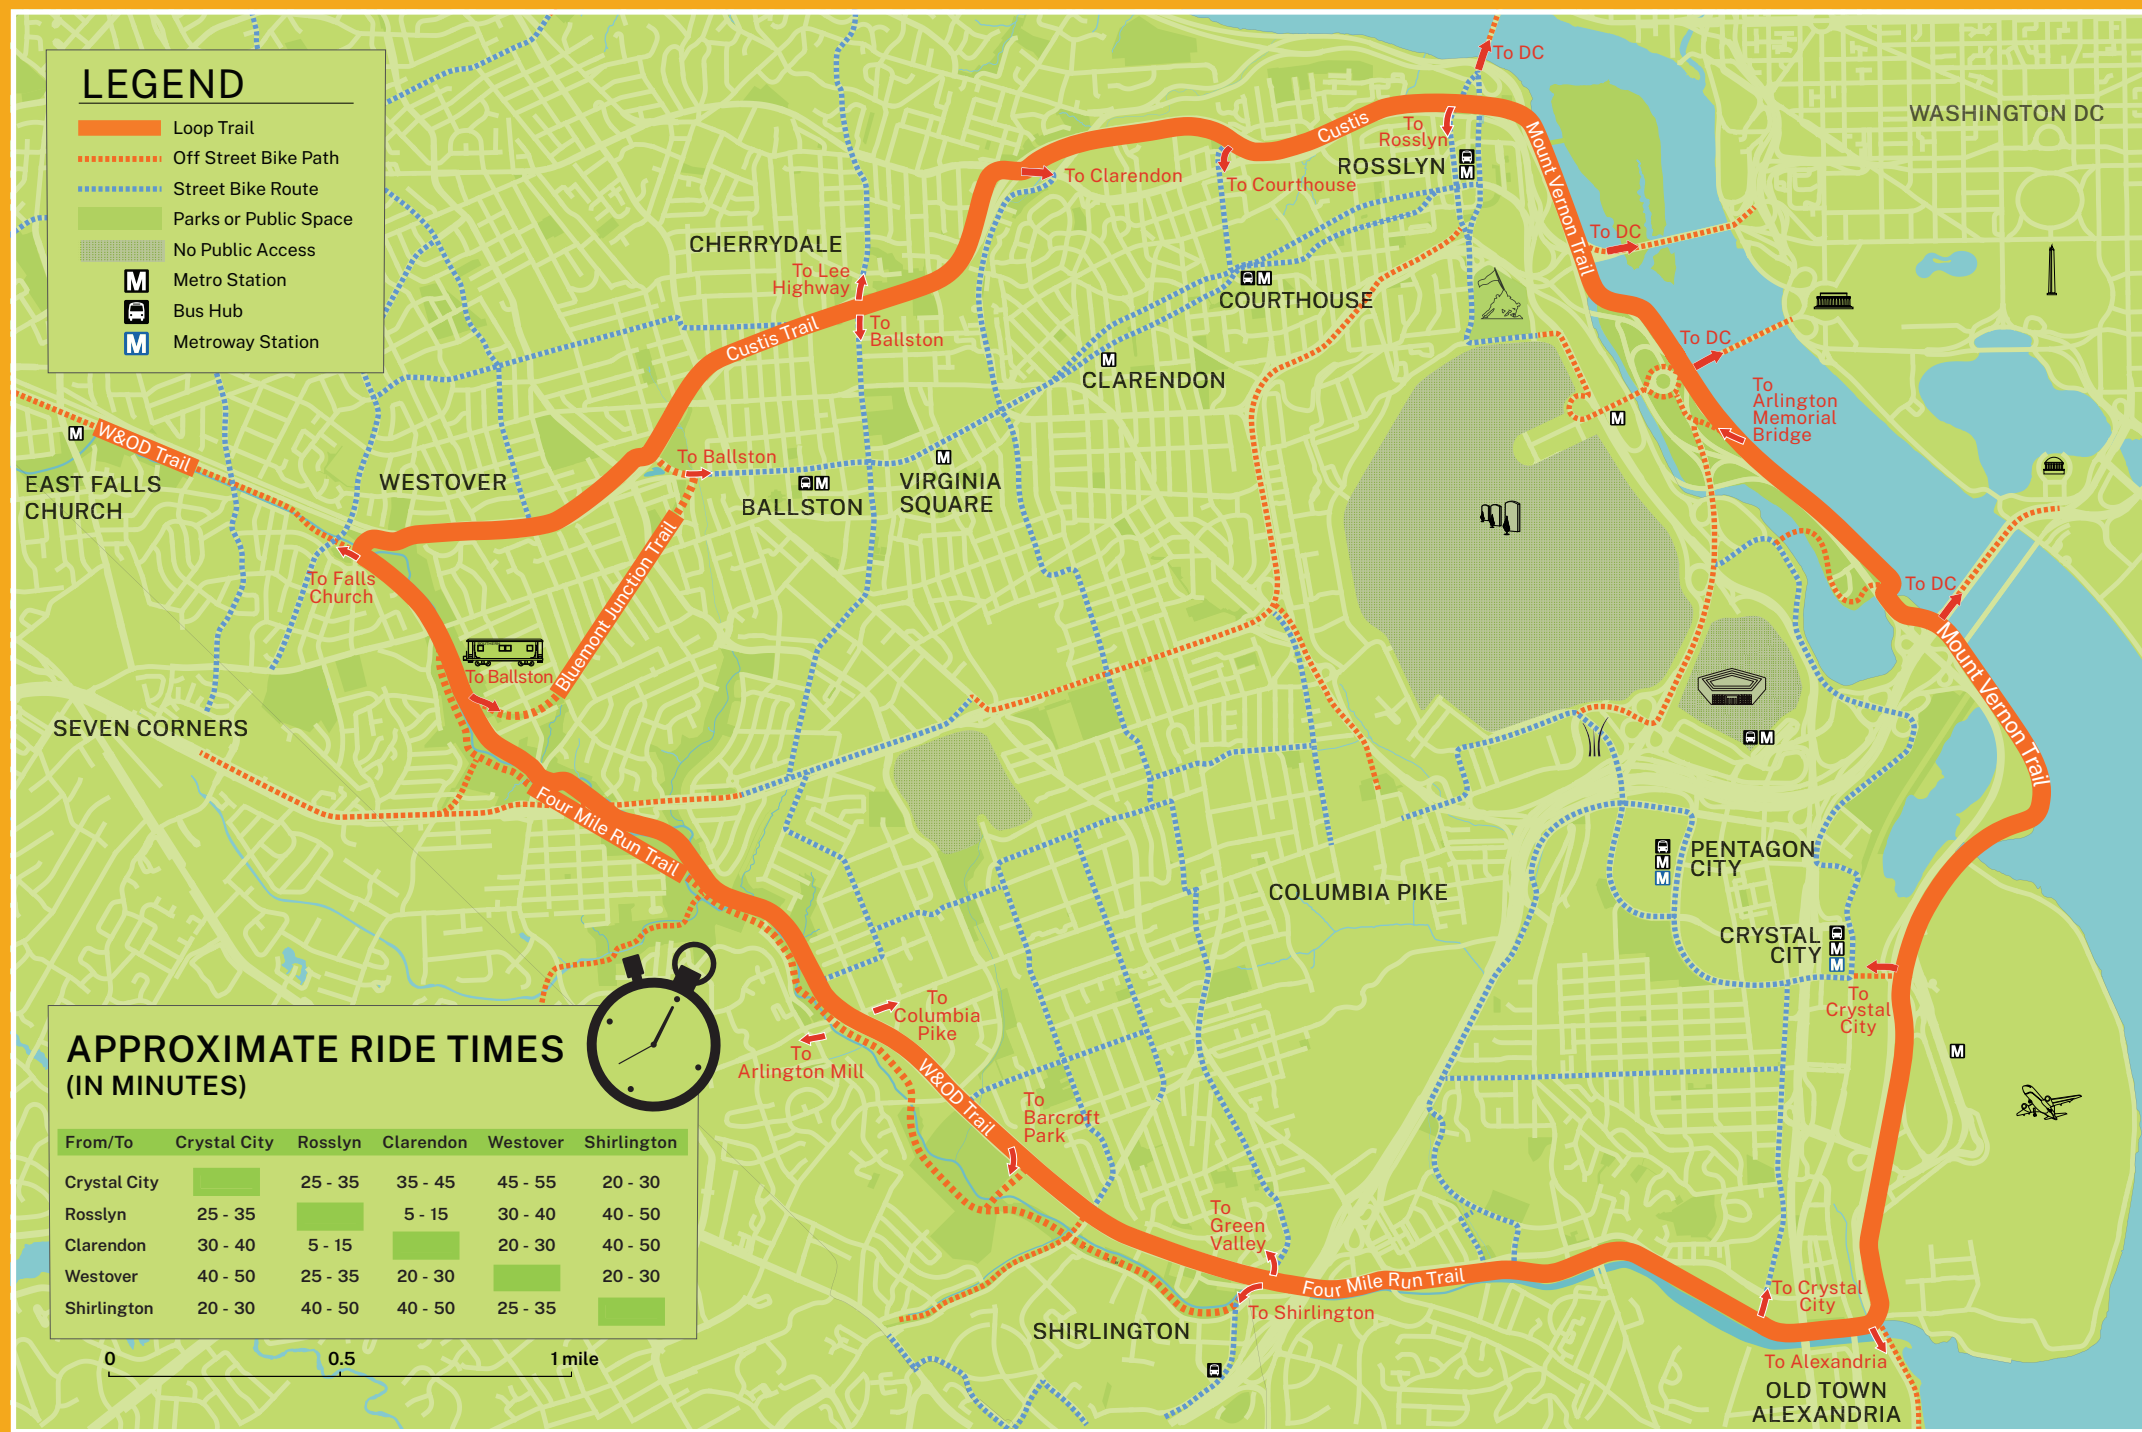 LEGEND
Loop Trail
Off Street Bike Path
Street Bike Route
Parks or Public Space
No Public Access
M Metro Station
Bus Hub
M Metroway Station
To DC
WASHINGTON DC
Custis
To
Rosslyn
ROSSLYN
M
Mount Vernon Trail
To Clarendon
To Courthouse
To DC
CHERRYDALE
To Lee
Highway
M
COURTHOUSE
To
Ballston
Custis Trail
To DC
M
CLARENDON
To
Arlington
Memorial
Bridge
M
M
W&OD Trail
EAST FALLS
CHURCH
WESTOVER
To Ballston
M
BALLSTON
M
VIRGINIA
SQUARE
To Falls
Church
Bluemont Junction Trail
To Ballston
To DC
Mount Vernon Trail
SEVEN CORNERS
M
Four Mile Run Trail
M
M
PENTAGON
CITY
COLUMBIA PIKE
CRYSTAL
CITY
M
M
To
Crystal
City
M
To
Columbia
Pike
To
Arlington Mill
W&OD Trail
To
Barcroft
Park
To
Green
Valley
Four Mile Run Trail
To Shirlington
SHIRLINGTON
To Crystal
City
To Alexandria
OLD TOWN
ALEXANDRIA
APPROXIMATE RIDE TIMES
(IN MINUTES)
From/To Crystal City Rosslyn Clarendon Westover Shirlington
Crystal City 25 - 35 35 - 45 45 - 55 20 - 30
Rosslyn 25 - 35 5 - 15 30 - 40 40 - 50
Clarendon 30 - 40 5 - 15 20 - 30 40 - 50
Westover 40 - 50 25 - 35 20 - 30 20 - 30
Shirlington 20 - 30 40 - 50 40 - 50 25 - 35
0 0.5 1 mile